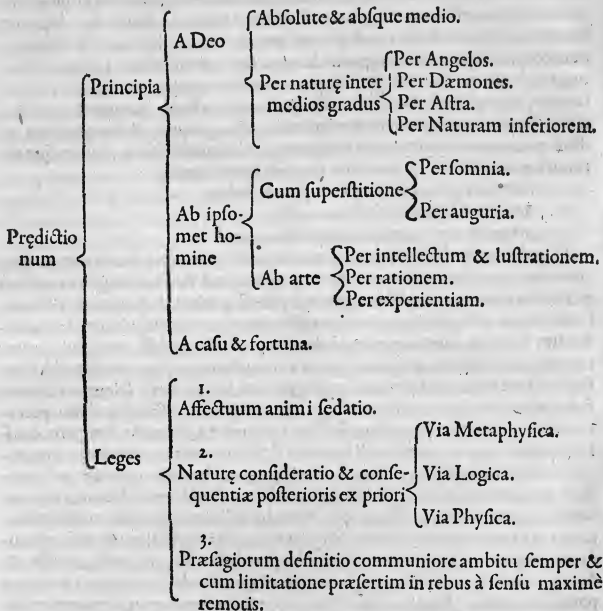 Prędictio
num
Principia
A Deo
Abſolute & abſque medio.
Per naturę inter
medios gradus
Per Angelos.
Per Dæmones.
Per Aſtra.
Per Naturam inferiorem.
Ab ipſo-
met ho-
mine
Cum ſuperſtitione
Per ſomnia.
Per auguria.
Ab arte
Per intellectum & luſtrationem.
Per rationem.
Per experientiam.
A caſu & fortuna.
Leges
1.
Affectuum animi ſedatio.
2.
Naturę conſideratio & conſe-
quentiæ poſterioris ex priori
Via Metaphyſica.
Via Logica.
Via Phyſica.
3.
Præſagiorum definitio communiore ambitu ſemper &
cum limitatione præſertim in rebus à ſenſu maximè
remotis.